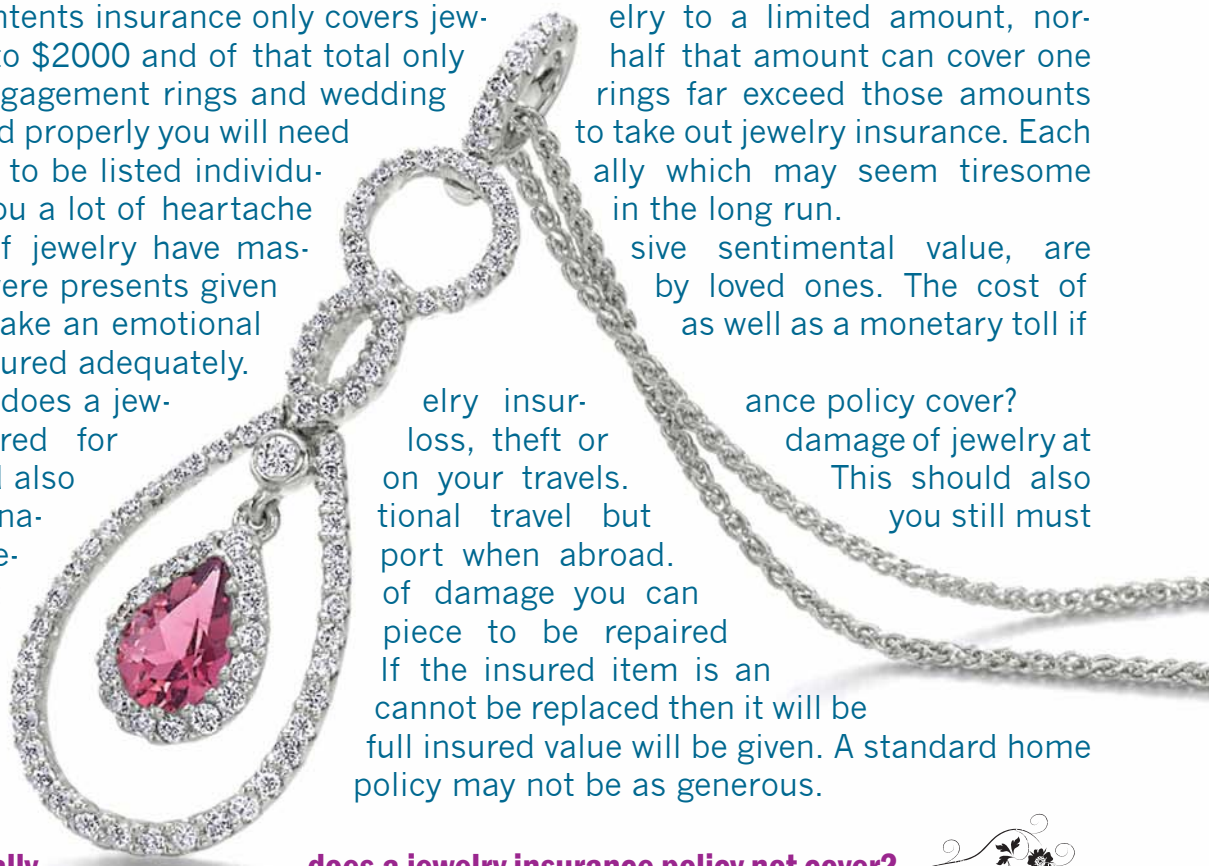 ntents insurance only covers jew- elry to a limited amount, nor-
to $2000 and of that total only half that amount can cover one
gagement rings and wedding rings far exceed those amounts
d properly you will need to take out jewelry insurance. Each
to be listed individu- ally which may seem tiresome
ou a lot of heartache in the long run.
f jewelry have mas- sive sentimental value, are
ere presents given by loved ones. The cost of
ake an emotional as well as a monetary toll if
ured adequately.
does a jew- elry insur- ance policy cover?
red for loss, theft or damage of jewelry at
also on your travels. This should also
na- tional travel but you still must
e- port when abroad.
of damage you can
piece to be repaired
If the insured item is an
cannot be replaced then it will be
full insured value will be given. A standard home
policy may not be as generous.
ally does a jewelry insurance policy not cover?